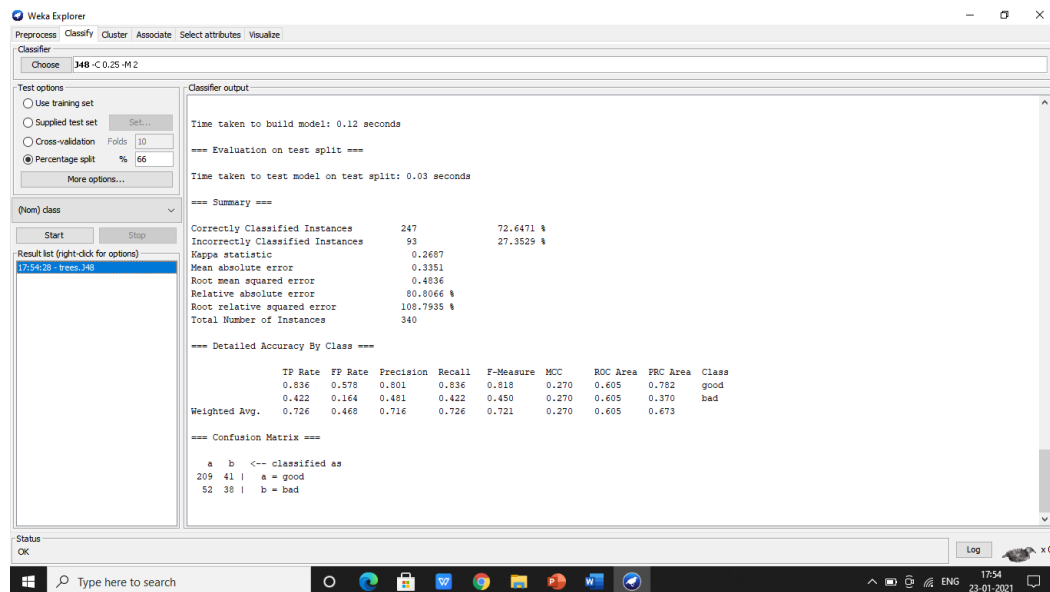 Weka Explorer
Preprocess Classify Cluster Associate Select attributes Visualize
Classifier
Choose J48 -C 0.25 -M 2
Test options
Use training set
Supplied test set Set...
Cross-validation Folds 10
Percentage split % 66
More options...
(Nom) class
Start Stop
Result list (right-click for options)
17:54:28 - trees.J48
Classifier output
Time taken to build model: 0.12 seconds
=== Evaluation on test split ===
Time taken to test model on test split: 0.03 seconds
=== Summary ===
Correctly Classified Instances 247 72.6471 %
Incorrectly Classified Instances 93 27.3529 %
Kappa statistic 0.2687
Mean absolute error 0.3351
Root mean squared error 0.4836
Relative absolute error 80.8066 %
Root relative squared error 108.7935 %
Total Number of Instances 340
=== Detailed Accuracy By Class ===
TP Rate FP Rate Precision Recall F-Measure MCC ROC Area PRC Area Class
0.836 0.578 0.801 0.836 0.818 0.270 0.605 0.782 good
0.422 0.164 0.481 0.422 0.450 0.270 0.605 0.370 bad
Weighted Avg. 0.726 0.468 0.716 0.726 0.721 0.270 0.605 0.673
=== Confusion Matrix ===
a b <-- classified as
209 41 | a = good
52 38 | b = bad
Status
OK
Log
x 0
Type here to search
ENG
17:54
23-01-2021